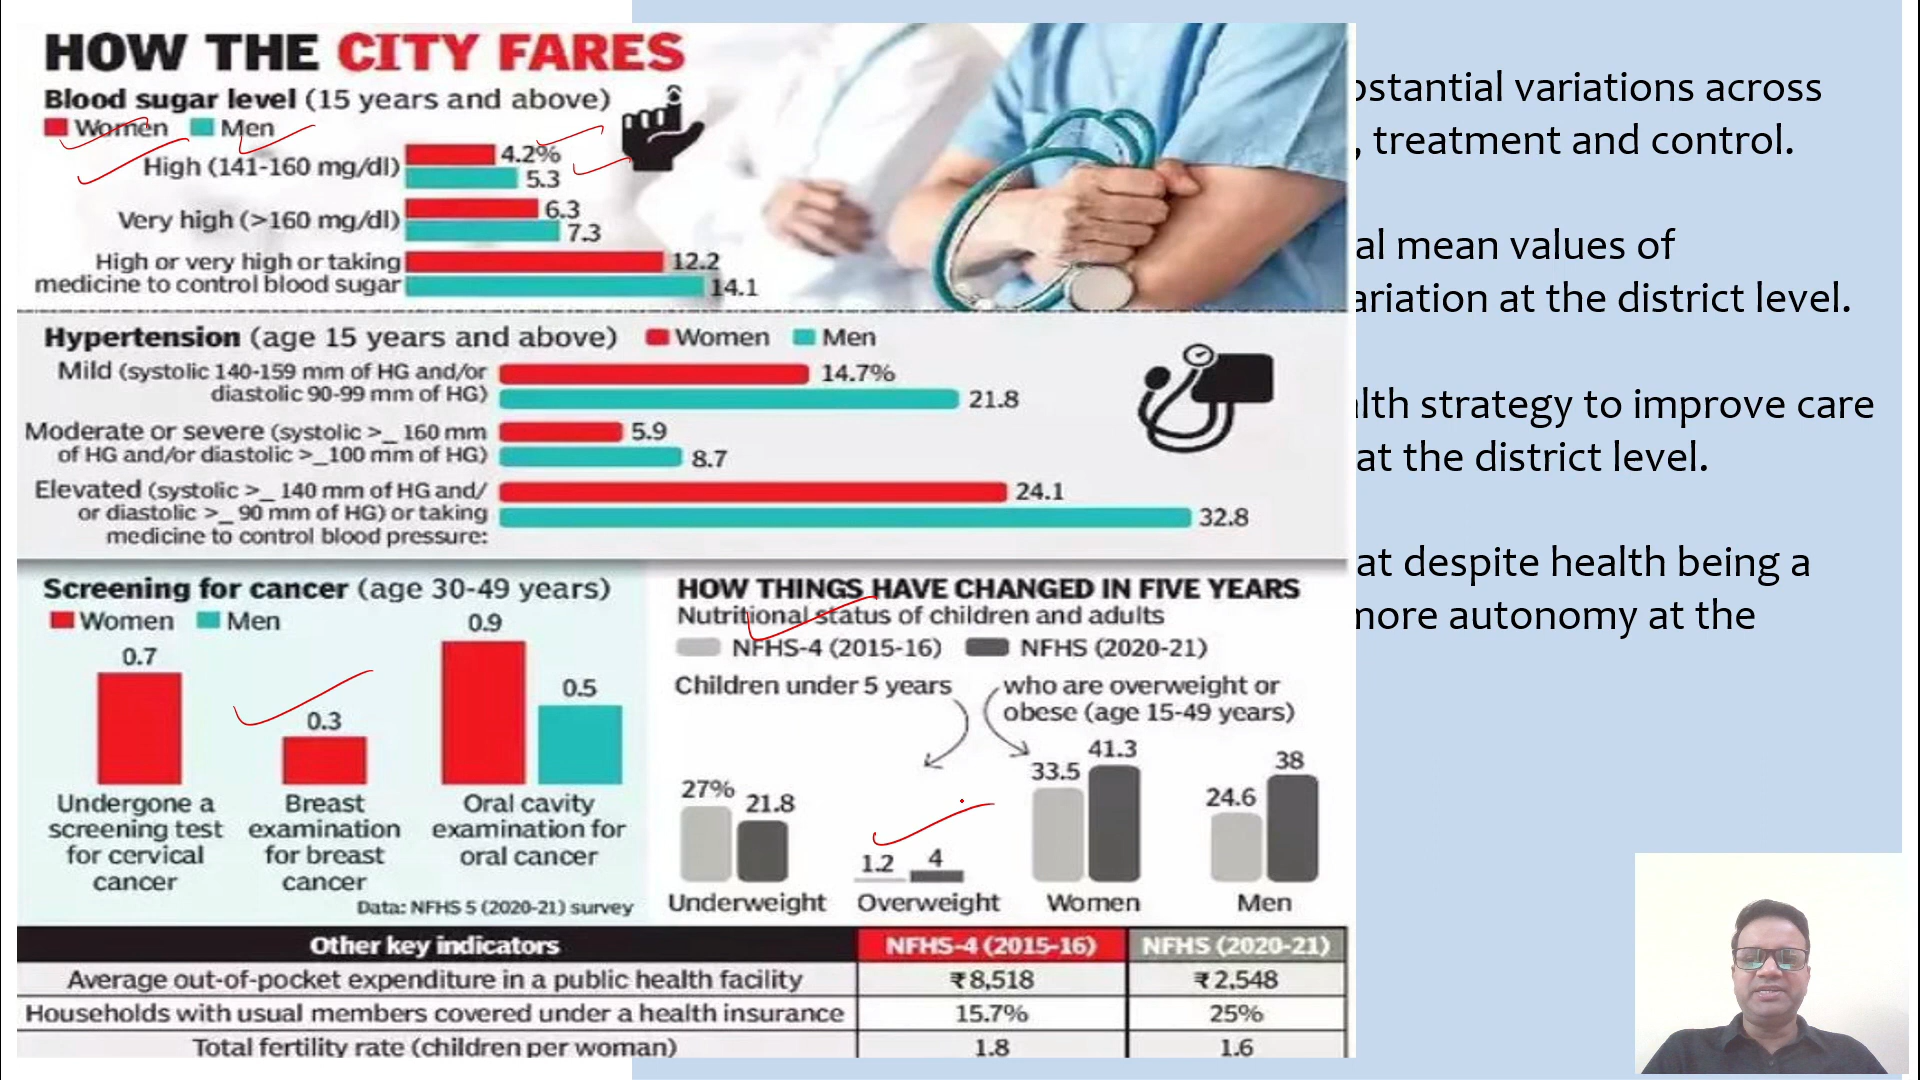 HOW THE CITY FARES
Blood sugar level (15 years and above)
Women Men
High (141-160 mg/dl)
4.2%
5.3
Very high (>160 mg/dl)
6.3
7.3
High or very high or taking
medicine to control blood sugar
12.2
14.1
Hypertension (age 15 years and above) Women Men
Mild (systolic 140-159 mm of HG and/or
diastolic 90-99 mm of HG)
14.7%
21.8
Moderate or severe (systolic >_ 160 mm
of HG and/or diastolic >_100 mm of HG)
5.9
8.7
Elevated (systolic >_ 140 mm of HG and/
or diastolic >_ 90 mm of HG) or taking
medicine to control blood pressure:
24.1
32.8
Screening for cancer (age 30-49 years)
Women Men
0.7
0.3
0.9
0.5
Undergone a
screening test
for cervical
cancer
Breast
examination
for breast
cancer
Oral cavity
examination for
oral cancer
Data: NFHS 5 (2020-21) survey
HOW THINGS HAVE CHANGED IN FIVE YEARS
Nutritional status of children and adults
NFHS-4 (2015-16) NFHS (2020-21)
Children under 5 years
who are overweight or
obese (age 15-49 years)
27%
21.8
1.2
4
33.5
41.3
24.6
38
Underweight Overweight Women Men
Other key indicators NFHS-4 (2015-16) NFHS (2020-21)
Average out-of-pocket expenditure in a public health facility ₹8,518 ₹2,548
Households with usual members covered under a health insurance 15.7% 25%
Total fertility rate (children per woman) 1.8 1.6
variations across
, treatment and control.
mean values of
at the district level.
strategy to improve care
at the district level.
despite health being a
more autonomy at the